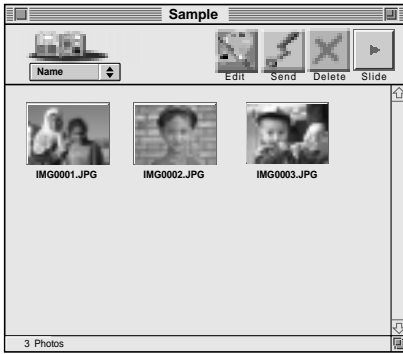 Sample
Name
Edit Send Delete Slide
IMG0001.JPG IMG0002.JPG IMG0003.JPG
3 Photos